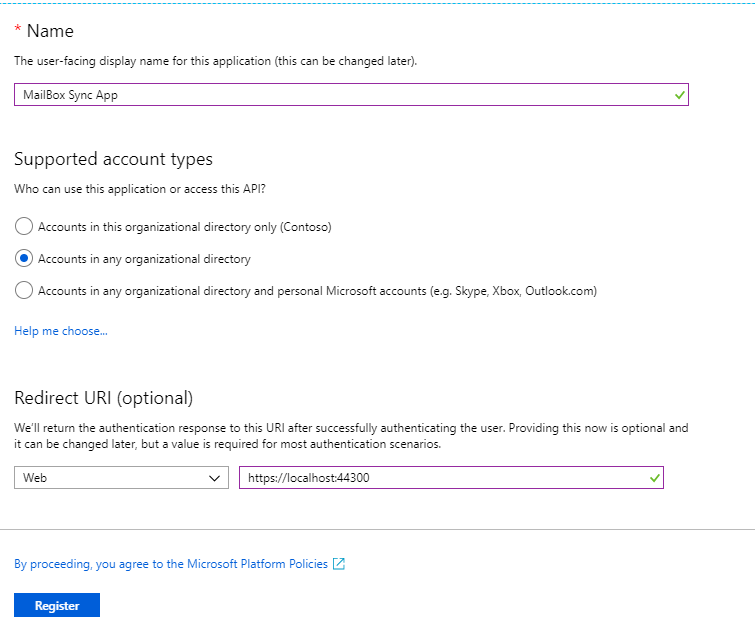 * Name
The user-facing display name for this application (this can be changed later).
MailBox Sync App
Supported account types
Who can use this application or access this API?
Accounts in this organizational directory only (Contoso)
Accounts in any organizational directory
Accounts in any organizational directory and personal Microsoft accounts (e.g. Skype, Xbox, Outlook.com)
Help me choose...
Redirect URI (optional)
We'll return the authentication response to this URI after successfully authenticating the user. Providing this now is optional and
it can be changed later, but a value is required for most authentication scenarios.
Web https://localhost:44300
By proceeding, you agree to the Microsoft Platform Policies
Register